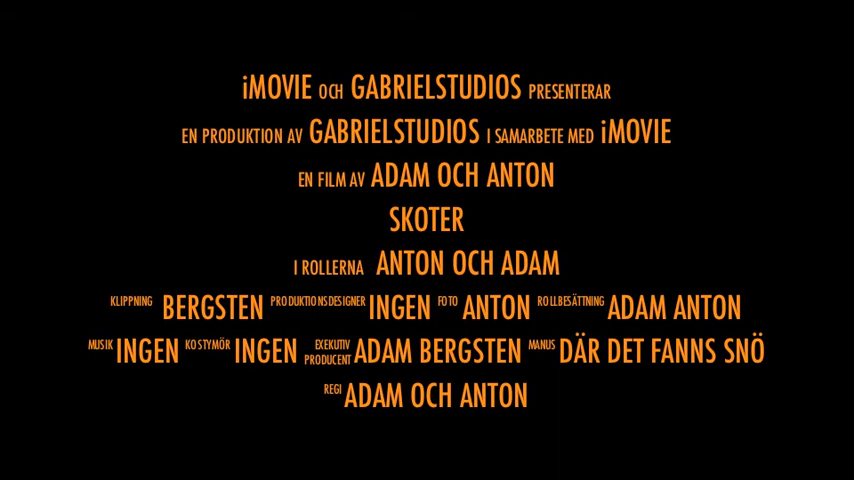 iMOVIE OCH GABRIELSTUDIOS PRESENTERAR
EN PRODUKTION AV GABRIELSTUDIOS I SAMARBETE MED iMOVIE
EN FILM AV ADAM OCH ANTON
SKOTER
I ROLLERNA ANTON OCH ADAM
KLIPPNING BERGSTEN PRODUKTIONSDESIGNER INGEN FOTO ANTON ROLLBESÄTTNING ADAM ANTON
MUSIK INGEN KOSTYMÖR INGEN EXEKUTIV PRODUCENT ADAM BERGSTEN MANUS DÄR DET FANNS SNÖ
REGI ADAM OCH ANTON